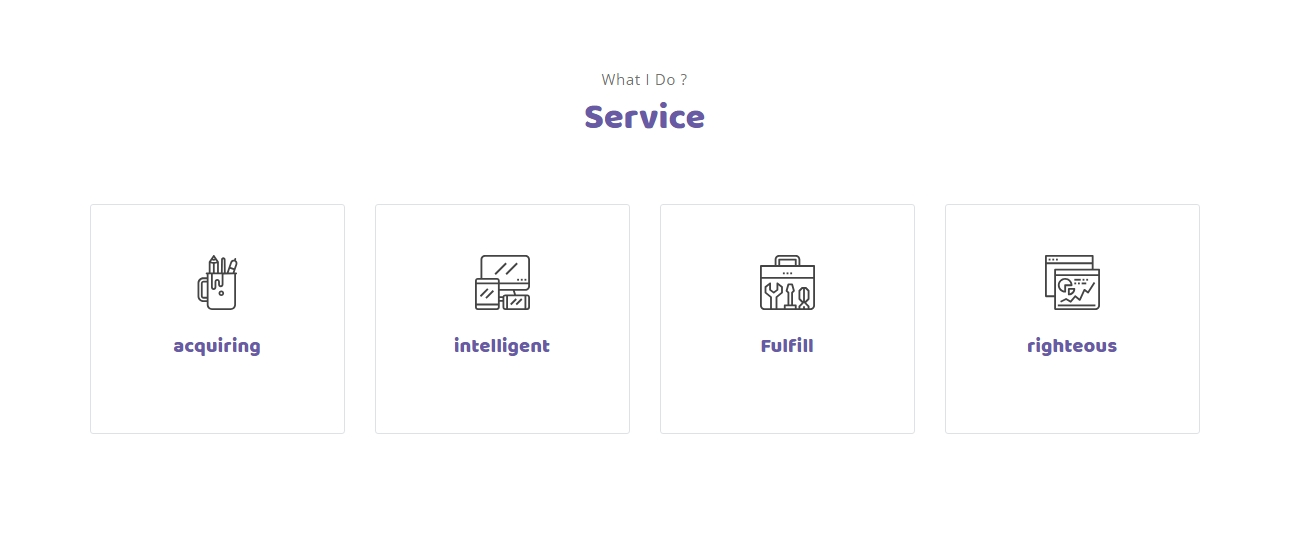 What I Do ?
Service
acquiring
intelligent
Fulfill
righteous